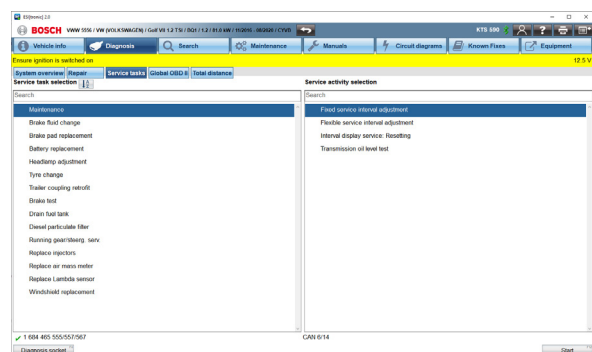 ESI[tronic] 2.0
BOSCH VWW 5556 / VW (VOLKSWAGEN) / Golf VII 1.2 TSI / BQ1 / 1.2 / 81.0 kW / 11/2016 - 08/2020 / CYVB KTS 590
Vehicle info Diagnosis Search Maintenance Manuals Circuit diagrams Known Fixes Equipment
Ensure ignition is switched on 12.5 V
System overview Repair Service tasks Global OBD II Total distance
Service task selection Service activity selection
Search Search
Maintenance Fixed service interval adjustment
Brake fluid change Flexible service interval adjustment
Brake pad replacement Interval display service: Resetting
Battery replacement Transmission oil level test
Headlamp adjustment
Tyre change
Trailer coupling retrofit
Brake test
Drain fuel tank
Diesel particulate filter
Running gear/steerg. serv.
Replace injectors
Replace air mass meter
Replace Lambda sensor
Windshield replacement
1 684 465 555/557/567 CAN 6/14
Diagnosis socket Start